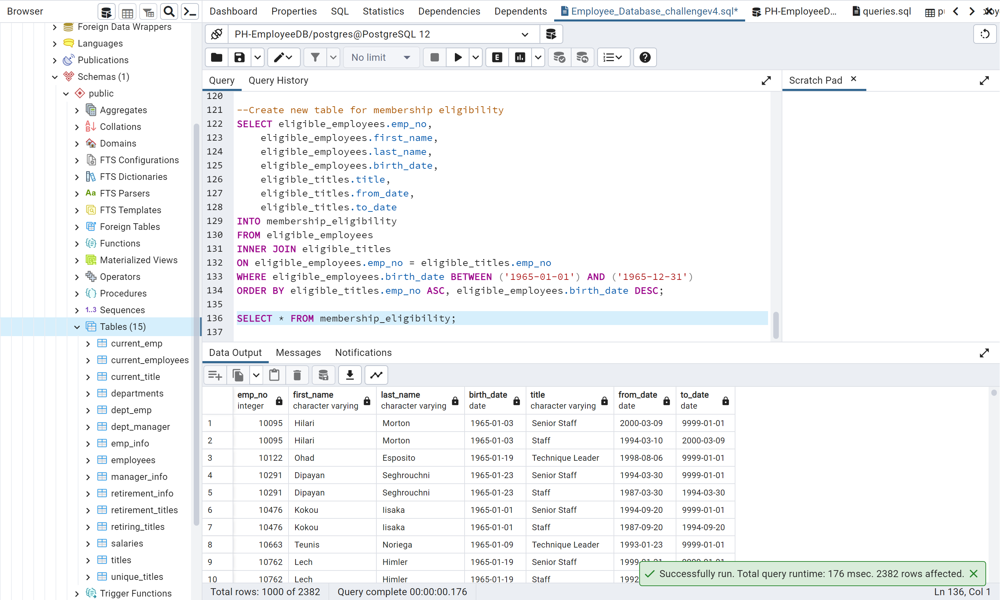 Browser
Dashboard Properties SQL Statistics Dependencies Dependents Employee_Database_challengev4.sql* PH-EmployeeD... queries.sql
Foreign Data Wrappers
Languages
Publications
Schemas (1)
public
Aggregates
Collations
Domains
FTS Configurations
FTS Dictionaries
Aa FTS Parsers
FTS Templates
Foreign Tables
Functions
Materialized Views
Operators
Procedures
1..3 Sequences
Tables (15)
current_emp
current_employees
current_title
departments
dept_emp
dept_manager
emp_info
employees
manager_info
retirement_info
retirement_titles
retiring_titles
salaries
titles
unique_titles
Trigger Functions
PH-EmployeeDB/postgres@PostgreSQL 12
No limit
E
Query Query History
Scratch Pad
120
121 --Create new table for membership eligibility
122 SELECT eligible_employees.emp_no,
123 eligible_employees.first_name,
124 eligible_employees.last_name,
125 eligible_employees.birth_date,
126 eligible_titles.title,
127 eligible_titles.from_date,
128 eligible_titles.to_date
129 INTO membership_eligibility
130 FROM eligible_employees
131 INNER JOIN eligible_titles
132 ON eligible_employees.emp_no = eligible_titles.emp_no
133 WHERE eligible_employees.birth_date BETWEEN ('1965-01-01') AND ('1965-12-31')
134 ORDER BY eligible_titles.emp_no ASC, eligible_employees.birth_date DESC;
135
136 SELECT * FROM membership_eligibility;
137
Data Output Messages Notifications
emp_no first_name last_name birth_date title from_date to_date
integer character varying character varying date character varying date date
1 10095 Hilari Morton 1965-01-03 Senior Staff 2000-03-09 9999-01-01
2 10095 Hilari Morton 1965-01-03 Staff 1994-03-10 2000-03-09
3 10122 Ohad Esposito 1965-01-19 Technique Leader 1998-08-06 9999-01-01
4 10291 Dipayan Seghrouchni 1965-01-23 Senior Staff 1994-03-30 9999-01-01
5 10291 Dipayan Seghrouchni 1965-01-23 Staff 1987-03-30 1994-03-30
6 10476 Kokou Iisaka 1965-01-01 Senior Staff 1994-09-20 9999-01-01
7 10476 Kokou Iisaka 1965-01-01 Staff 1987-09-20 1994-09-20
8 10663 Teunis Noriega 1965-01-09 Technique Leader 1993-01-23 9999-01-01
9 10762 Lech Himler 1965-01-19 Senior Staff
10 10762 Lech Himler 1965-01-19 Staff 1992
Successfully run. Total query runtime: 176 msec. 2382 rows affected.
Total rows: 1000 of 2382 Query complete 00:00:00.176 Ln 136, Col 1